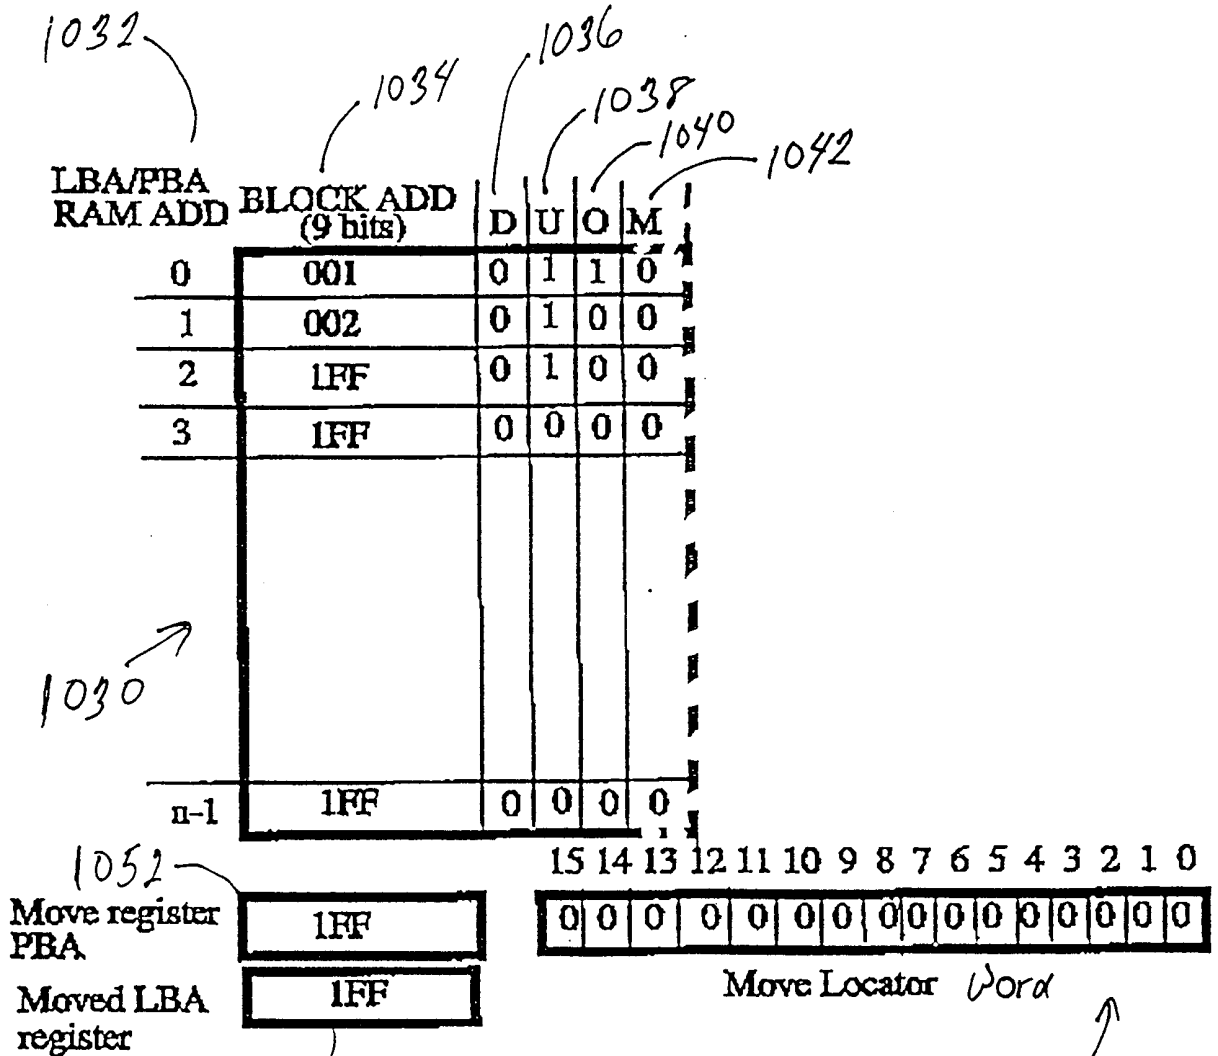 1032
1036
1034
1038
1040
1042
LBA/PBA
RAM ADD
BLOCK ADD
(9 bits)
D U O M
0 001 0 1 1 0
1 002 0 1 0 0
2 1FF 0 1 0 0
3 1FF 0 0 0 0
1030
n-1 1FF 0 0 0 0
1052
15 14 13 12 11 10 9 8 7 6 5 4 3 2 1 0
Move register
PBA
1FF
0 0 0 0 0 0 0 0 0 0 0 0 0 0 0 0
Moved LBA
register
1FF
Move Locator Word